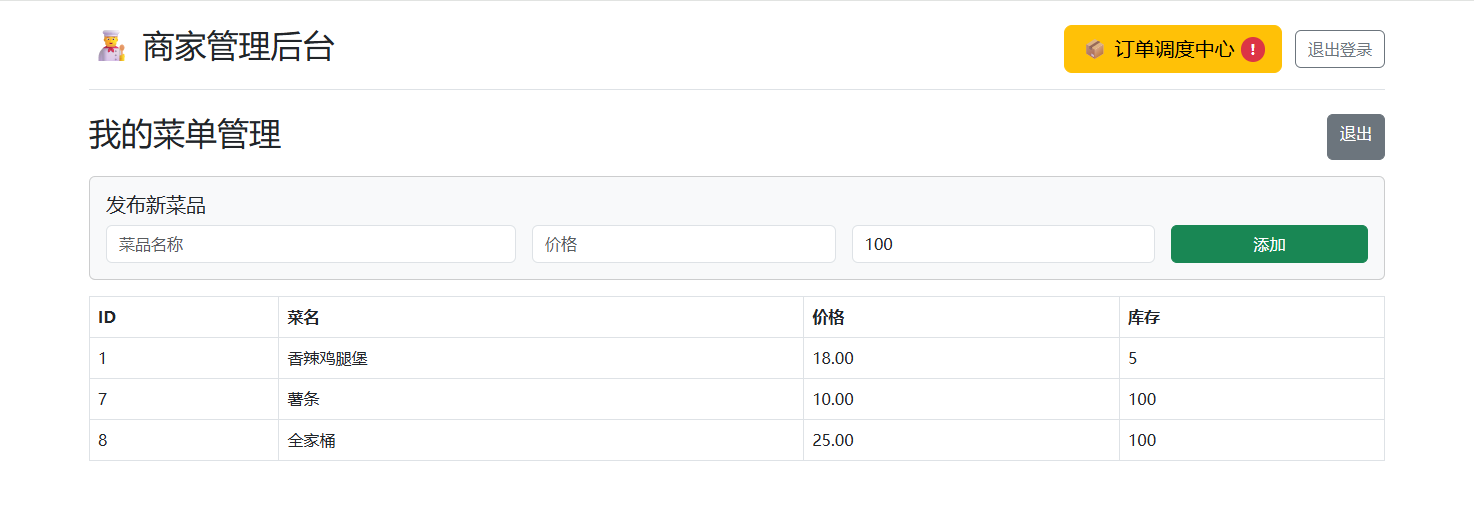 商家管理后台
订单调度中心 !
退出登录
我的菜单管理
退出
发布新菜品
菜品名称 价格 100 添加
ID 菜名 价格 库存
1 香辣鸡腿堡 18.00 5
7 薯条 10.00 100
8 全家桶 25.00 100